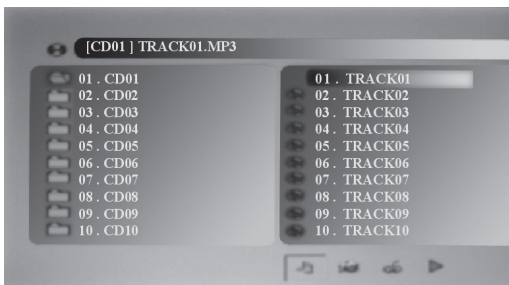 [CD01 ] TRACK01.MP3
01 . CD01
02 . CD02
03 . CD03
04 . CD04
05 . CD05
06 . CD06
07 . CD07
08 . CD08
09 . CD09
10 . CD10
01 . TRACK01
02 . TRACK02
03 . TRACK03
04 . TRACK04
05 . TRACK05
06 . TRACK06
07 . TRACK07
08 . TRACK08
09 . TRACK09
10 . TRACK10